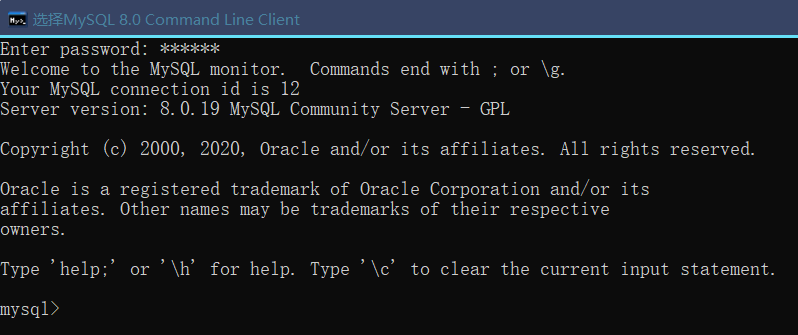 选择MySQL 8.0 Command Line Client
Enter password: ******
Welcome to the MySQL monitor.  Commands end with ; or \g.
Your MySQL connection id is 12
Server version: 8.0.19 MySQL Community Server - GPL
Copyright (c) 2000, 2020, Oracle and/or its affiliates. All rights reserved.
Oracle is a registered trademark of Oracle Corporation and/or its
affiliates. Other names may be trademarks of their respective
owners.
Type 'help;' or '\h' for help. Type '\c' to clear the current input statement.
mysql>